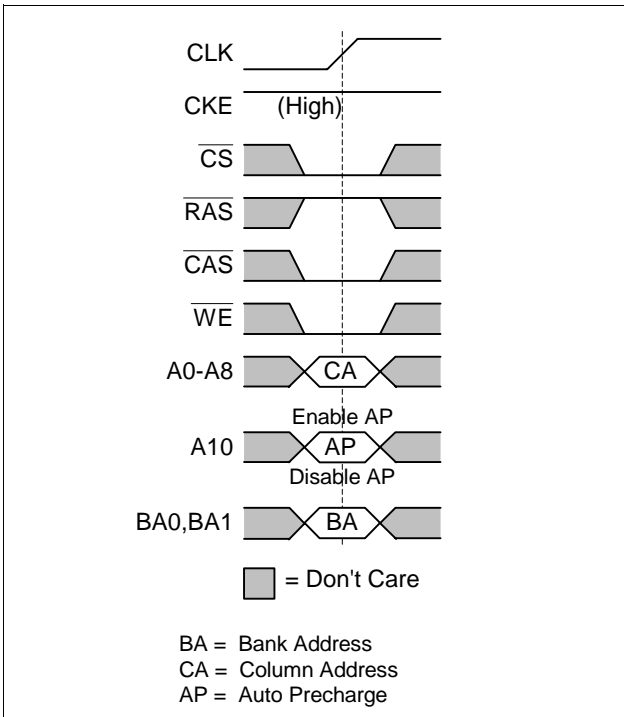 CLK
CKE (High)
CS
RAS
CAS
WE
A0-A8 CA
Enable AP
A10 AP
Disable AP
BA0,BA1 BA
= Don't Care
BA = Bank Address
CA = Column Address
AP = Auto Precharge